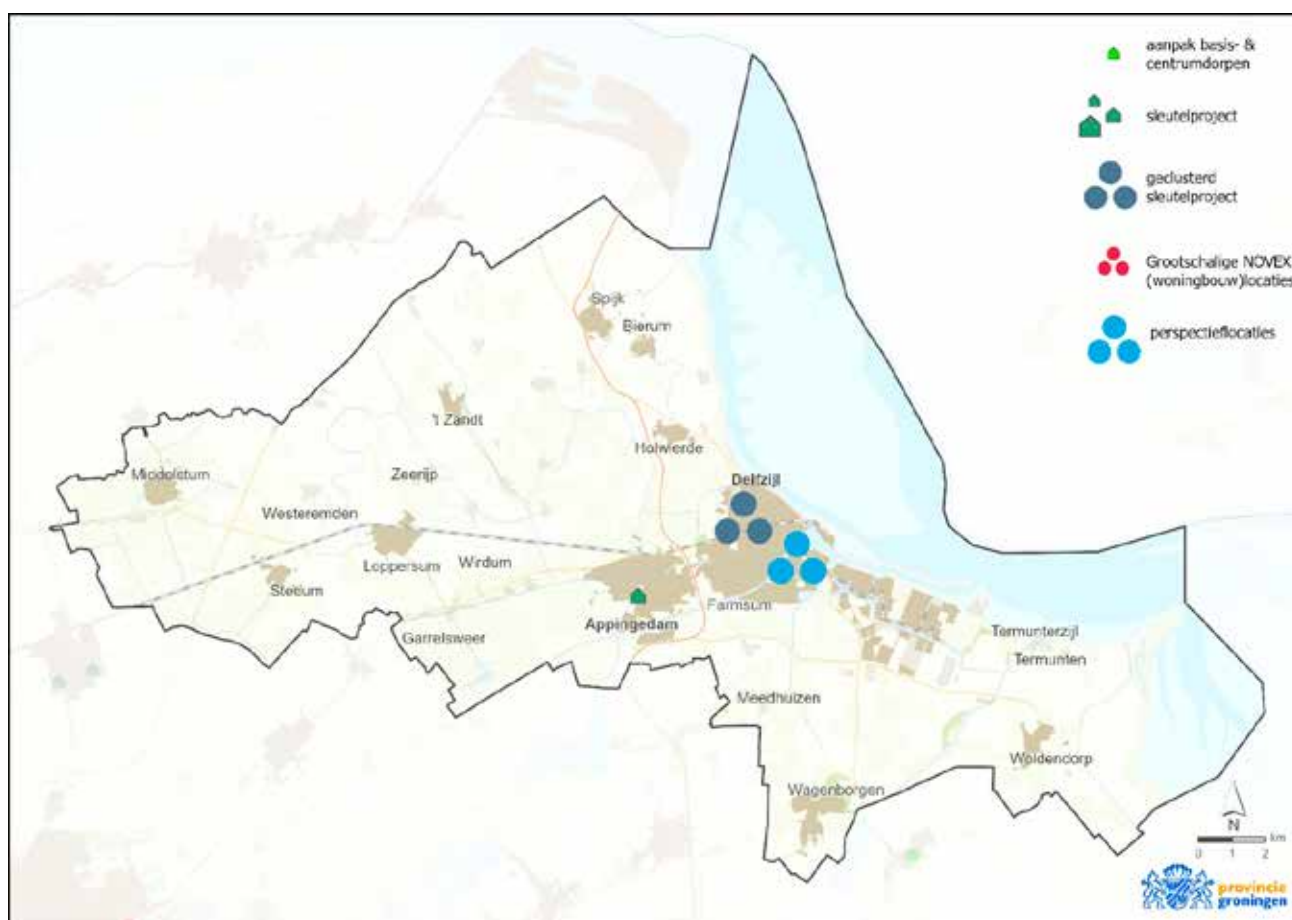 aanpak basis- &
centrumdorpen
sleutelproject
geclusterd
sleutelproject
Grootschalige NOVEX
(woningbouw)locaties
perspectieflocaties
Spijk
Bierum
't Zandt
Holwierde
Middelstum
Zeerijp
Delfzijl
Westeremden
Loppersum
Wirdum
Stedum
Farmsum
Appingedam
Garrelsweer
Termunterzijl
Termunten
Meedhuizen
Woldendorp
Wagenborgen
N
km
0 1 2
provincie
groningen